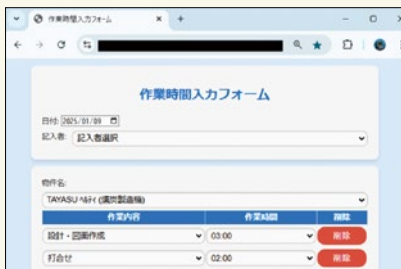 作業時間入力フォーム
作業時間入力フォーム
日付: 2025/01/09
記入者: 記入者選択
物件名:
作業内容 作業時間 削除
設計・図面作成 03:00 削除
打合せ 02:00 削除